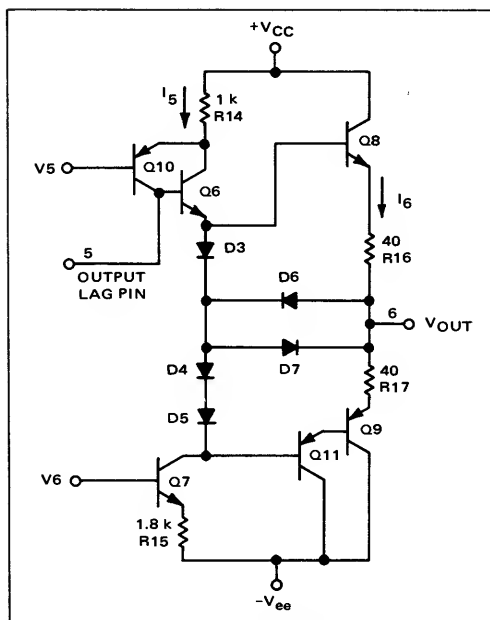 +VCC
I5
1 k
R14
Q8
V5
Q10
Q6
I6
5
OUTPUT
LAG PIN
D3
40
R16
D6
6
VOUT
D7
40
R17
D4
D5
Q9
Q11
V6
Q7
1.8 k
R15
-Vee